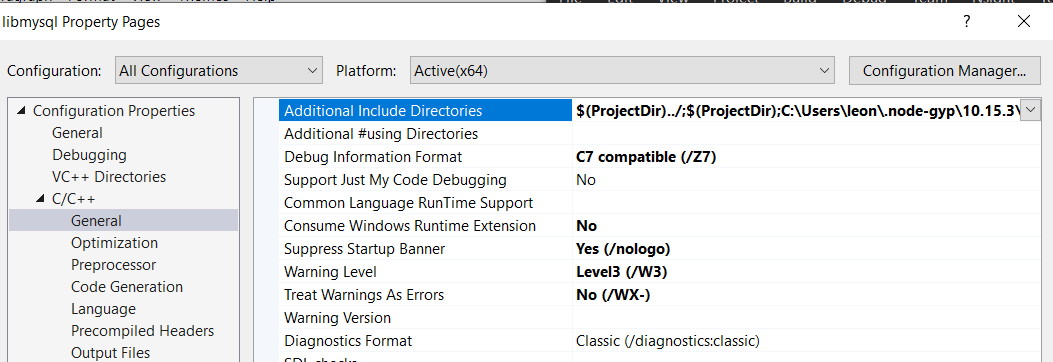 libmysql Property Pages
? ×
Configuration: All Configurations Platform: Active(x64) Configuration Manager...
Configuration Properties
General
Debugging
VC++ Directories
C/C++
General
Optimization
Preprocessor
Code Generation
Language
Precompiled Headers
Output Files
Additional Include Directories $(ProjectDir)../;$(ProjectDir);C:\Users\leon\.node-gyp\10.15.3\
Additional #using Directories
Debug Information Format C7 compatible (/Z7)
Support Just My Code Debugging No
Common Language RunTime Support
Consume Windows Runtime Extension No
Suppress Startup Banner Yes (/nologo)
Warning Level Level3 (/W3)
Treat Warnings As Errors No (/WX-)
Warning Version
Diagnostics Format Classic (/diagnostics:classic)